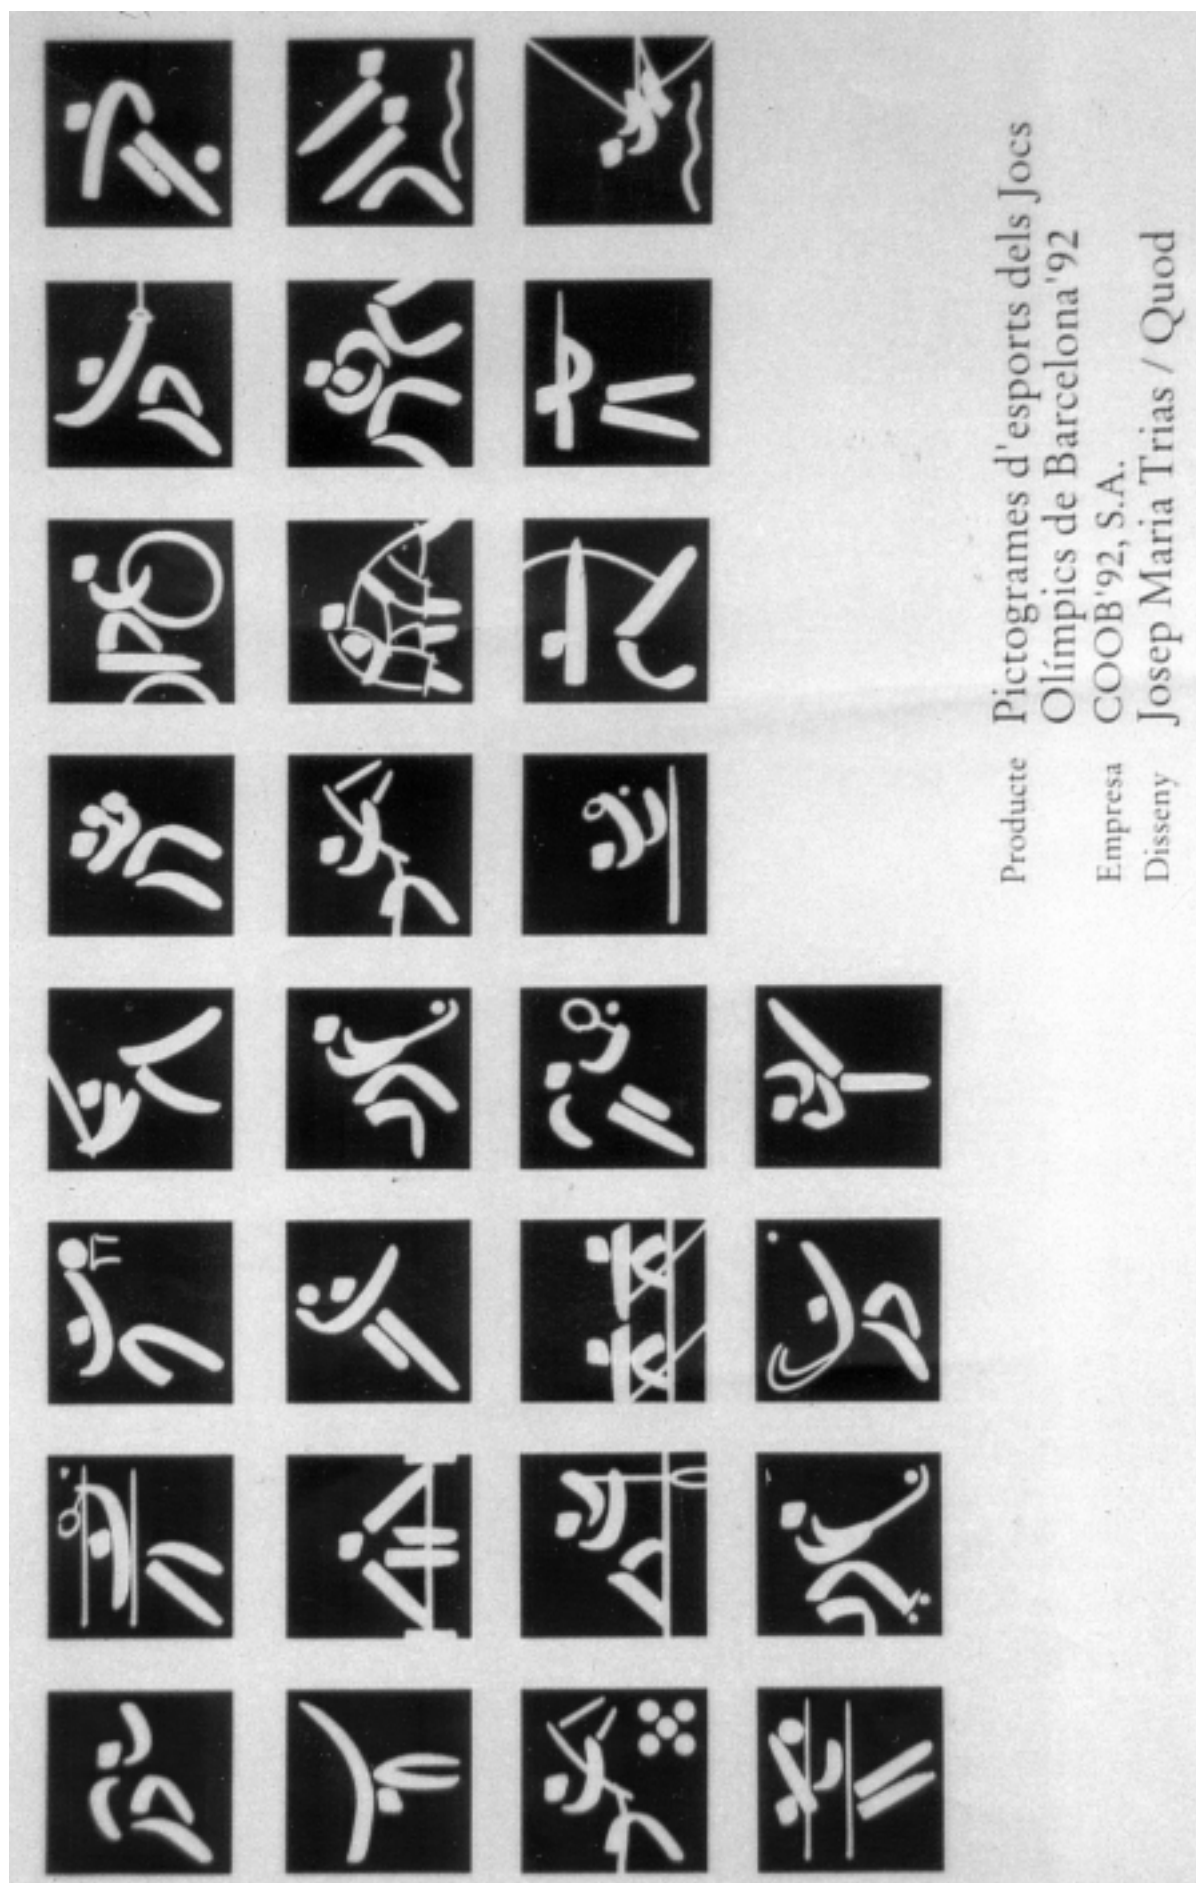 Producte Pictogrames d'esports dels Jocs
Olímpics de Barcelona'92
Empresa COOB'92, S.A.
Disseny Josep Maria Trias / Quod